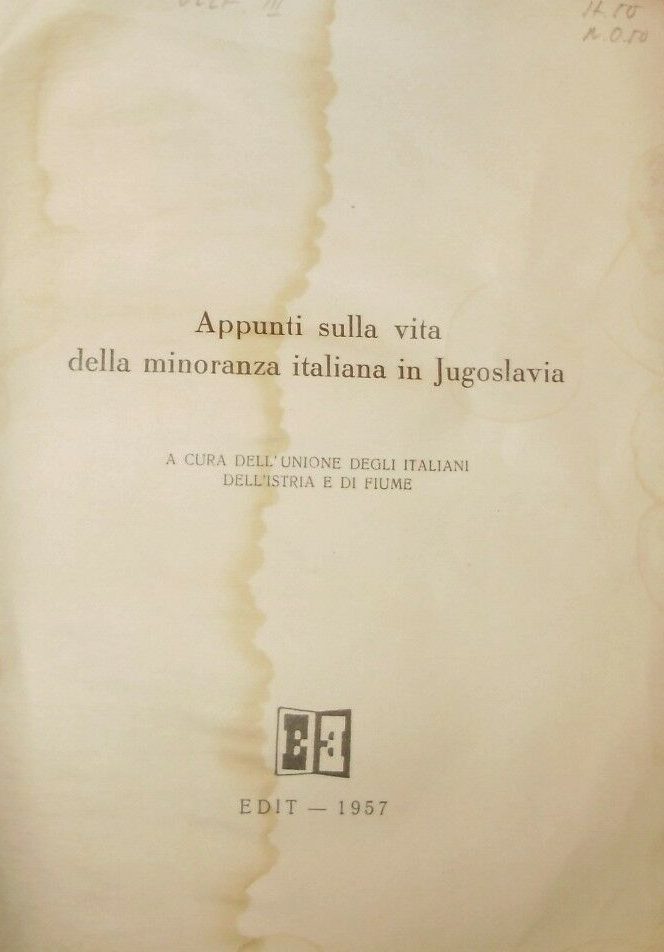 Appunti sulla vita
della minoranza italiana in Jugoslavia
A CURA DELL'UNIONE DEGLI ITALIANI
DELL'ISTRIA E DI FIUME
EDIT — 1957